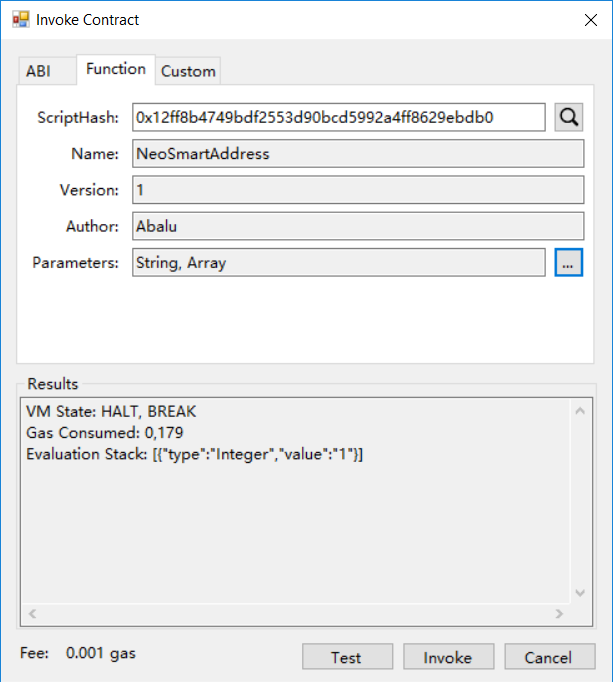 Invoke Contract
ABI Function Custom
ScriptHash: 0x12ff8b4749bdf2553d90bcd5992a4ff8629ebdb0
Name: NeoSmartAddress
Version: 1
Author: Abalu
Parameters: String, Array ...
Results
VM State: HALT, BREAK
Gas Consumed: 0,179
Evaluation Stack: [{"type":"Integer","value":"1"}]
Fee: 0.001 gas Test Invoke Cancel